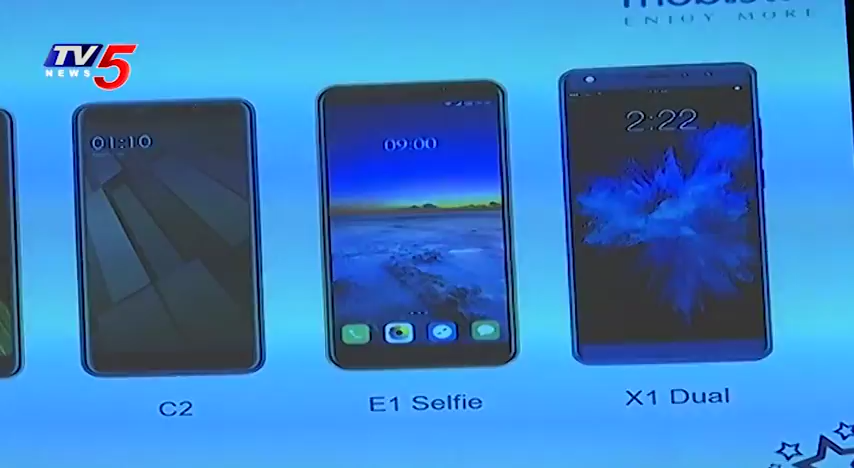 TV5
NEWS
ENJOY MORE
01:10
09:00
2:22
C2
E1 Selfie
X1 Dual